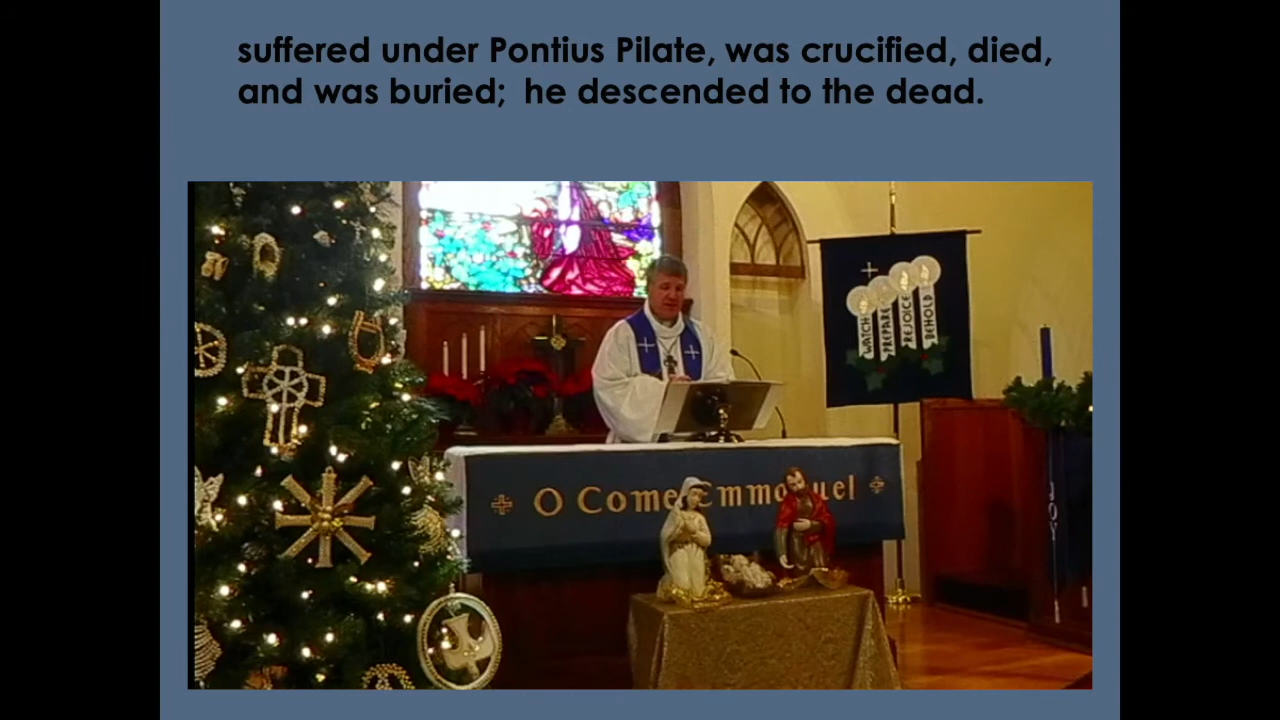 suffered under Pontius Pilate, was crucified, died,
and was buried;  he descended to the dead.
WATCH
PREPARE
REJOICE
BEHOLD
O Come Emmanuel
JOY